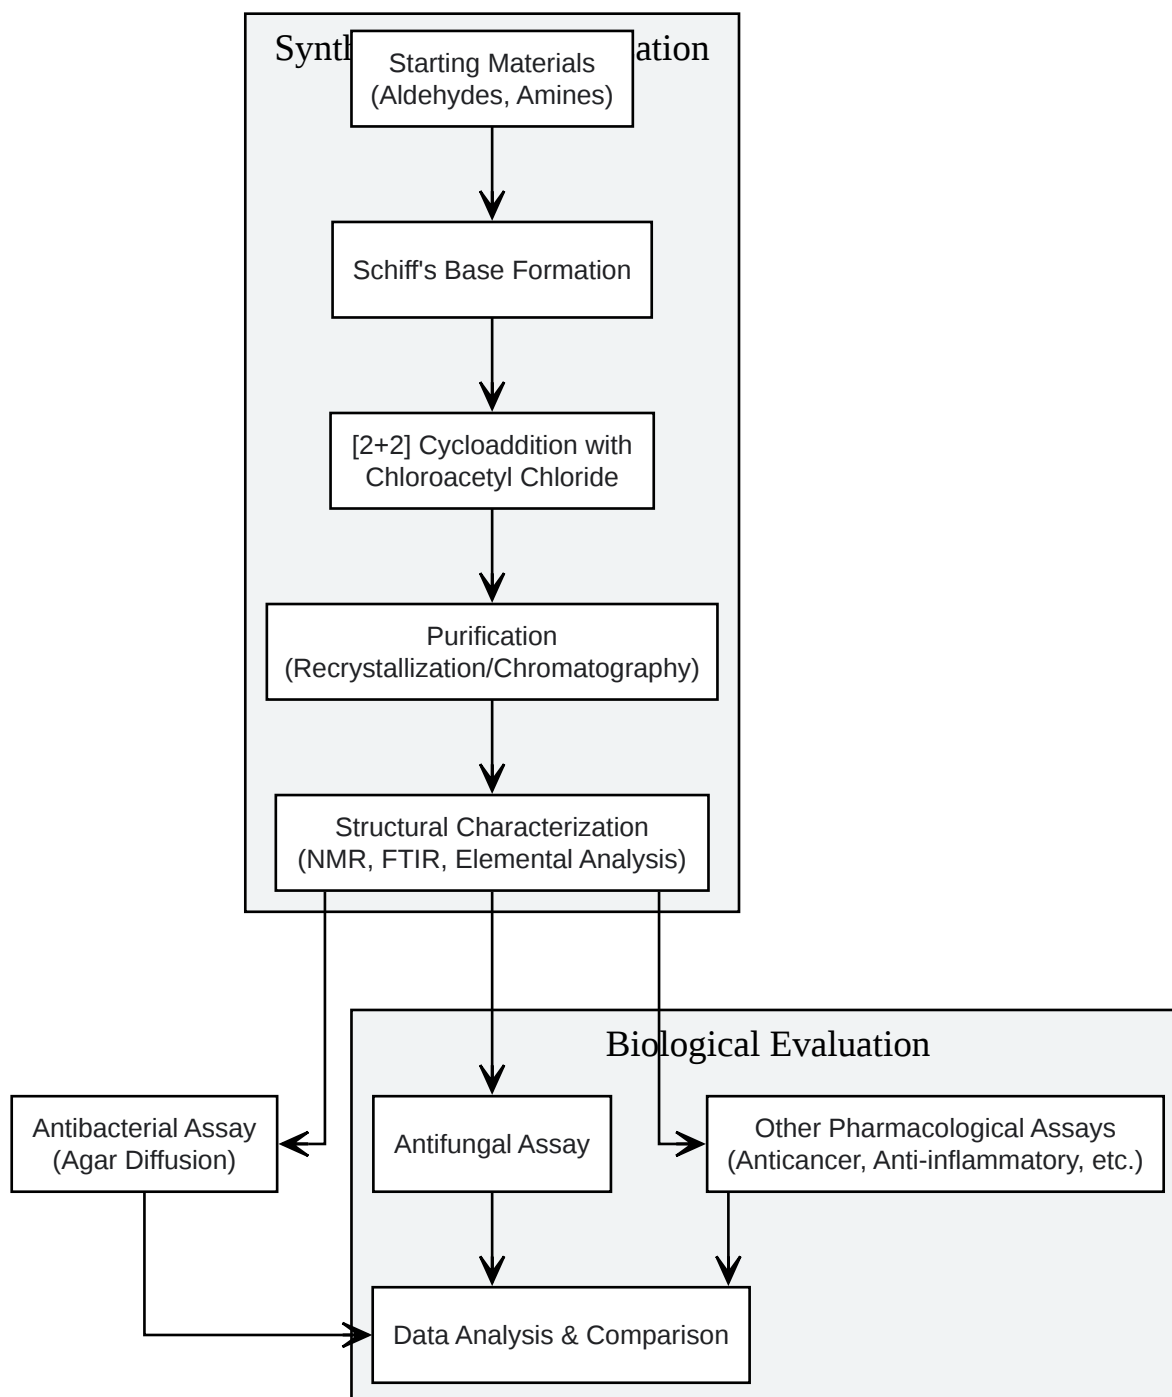 Starting Materials
(Aldehydes, Amines)
Schiff's Base Formation
[2+2] Cycloaddition with
Chloroacetyl Chloride
Purification
(Recrystallization/Chromatography)
Structural Characterization
(NMR, FTIR, Elemental Analysis)
Biological Evaluation
Antibacterial Assay
(Agar Diffusion)
Antifungal Assay
Other Pharmacological Assays
(Anticancer, Anti-inflammatory, etc.)
Data Analysis & Comparison